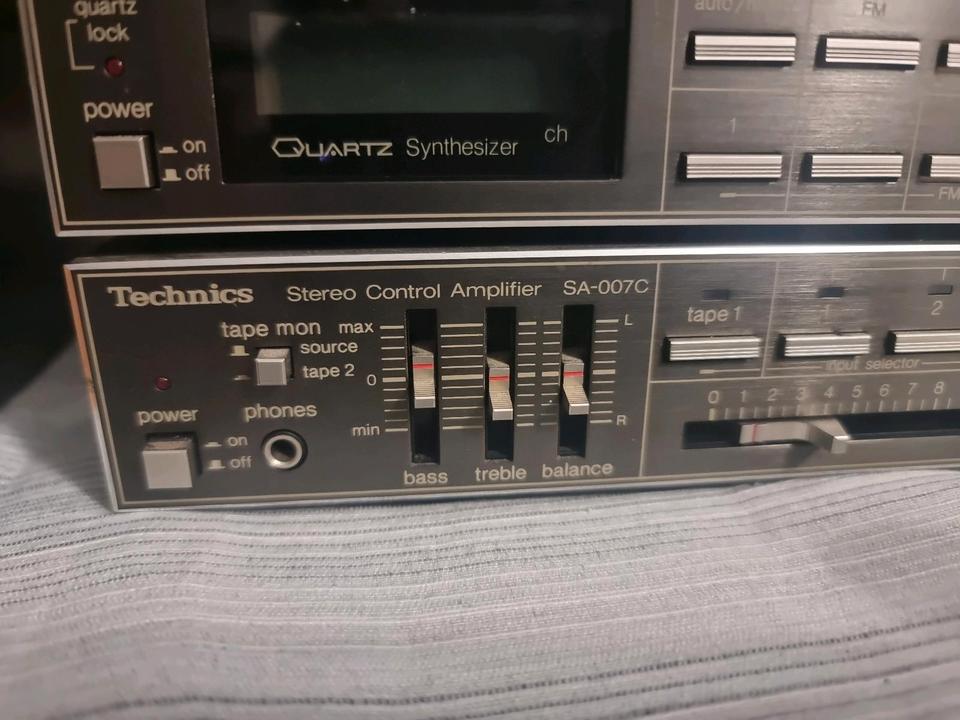 quartz
lock
power
on
off
QUARTZ Synthesizer
ch
FM
1
FM
Technics
Stereo Control Amplifier SA-007C
tape mon
source
tape 2
power
on
off
phones
max
0
min
L
R
bass treble balance
tape 1
1
2
input selector
0 1 2 3 4 5 6 7 8